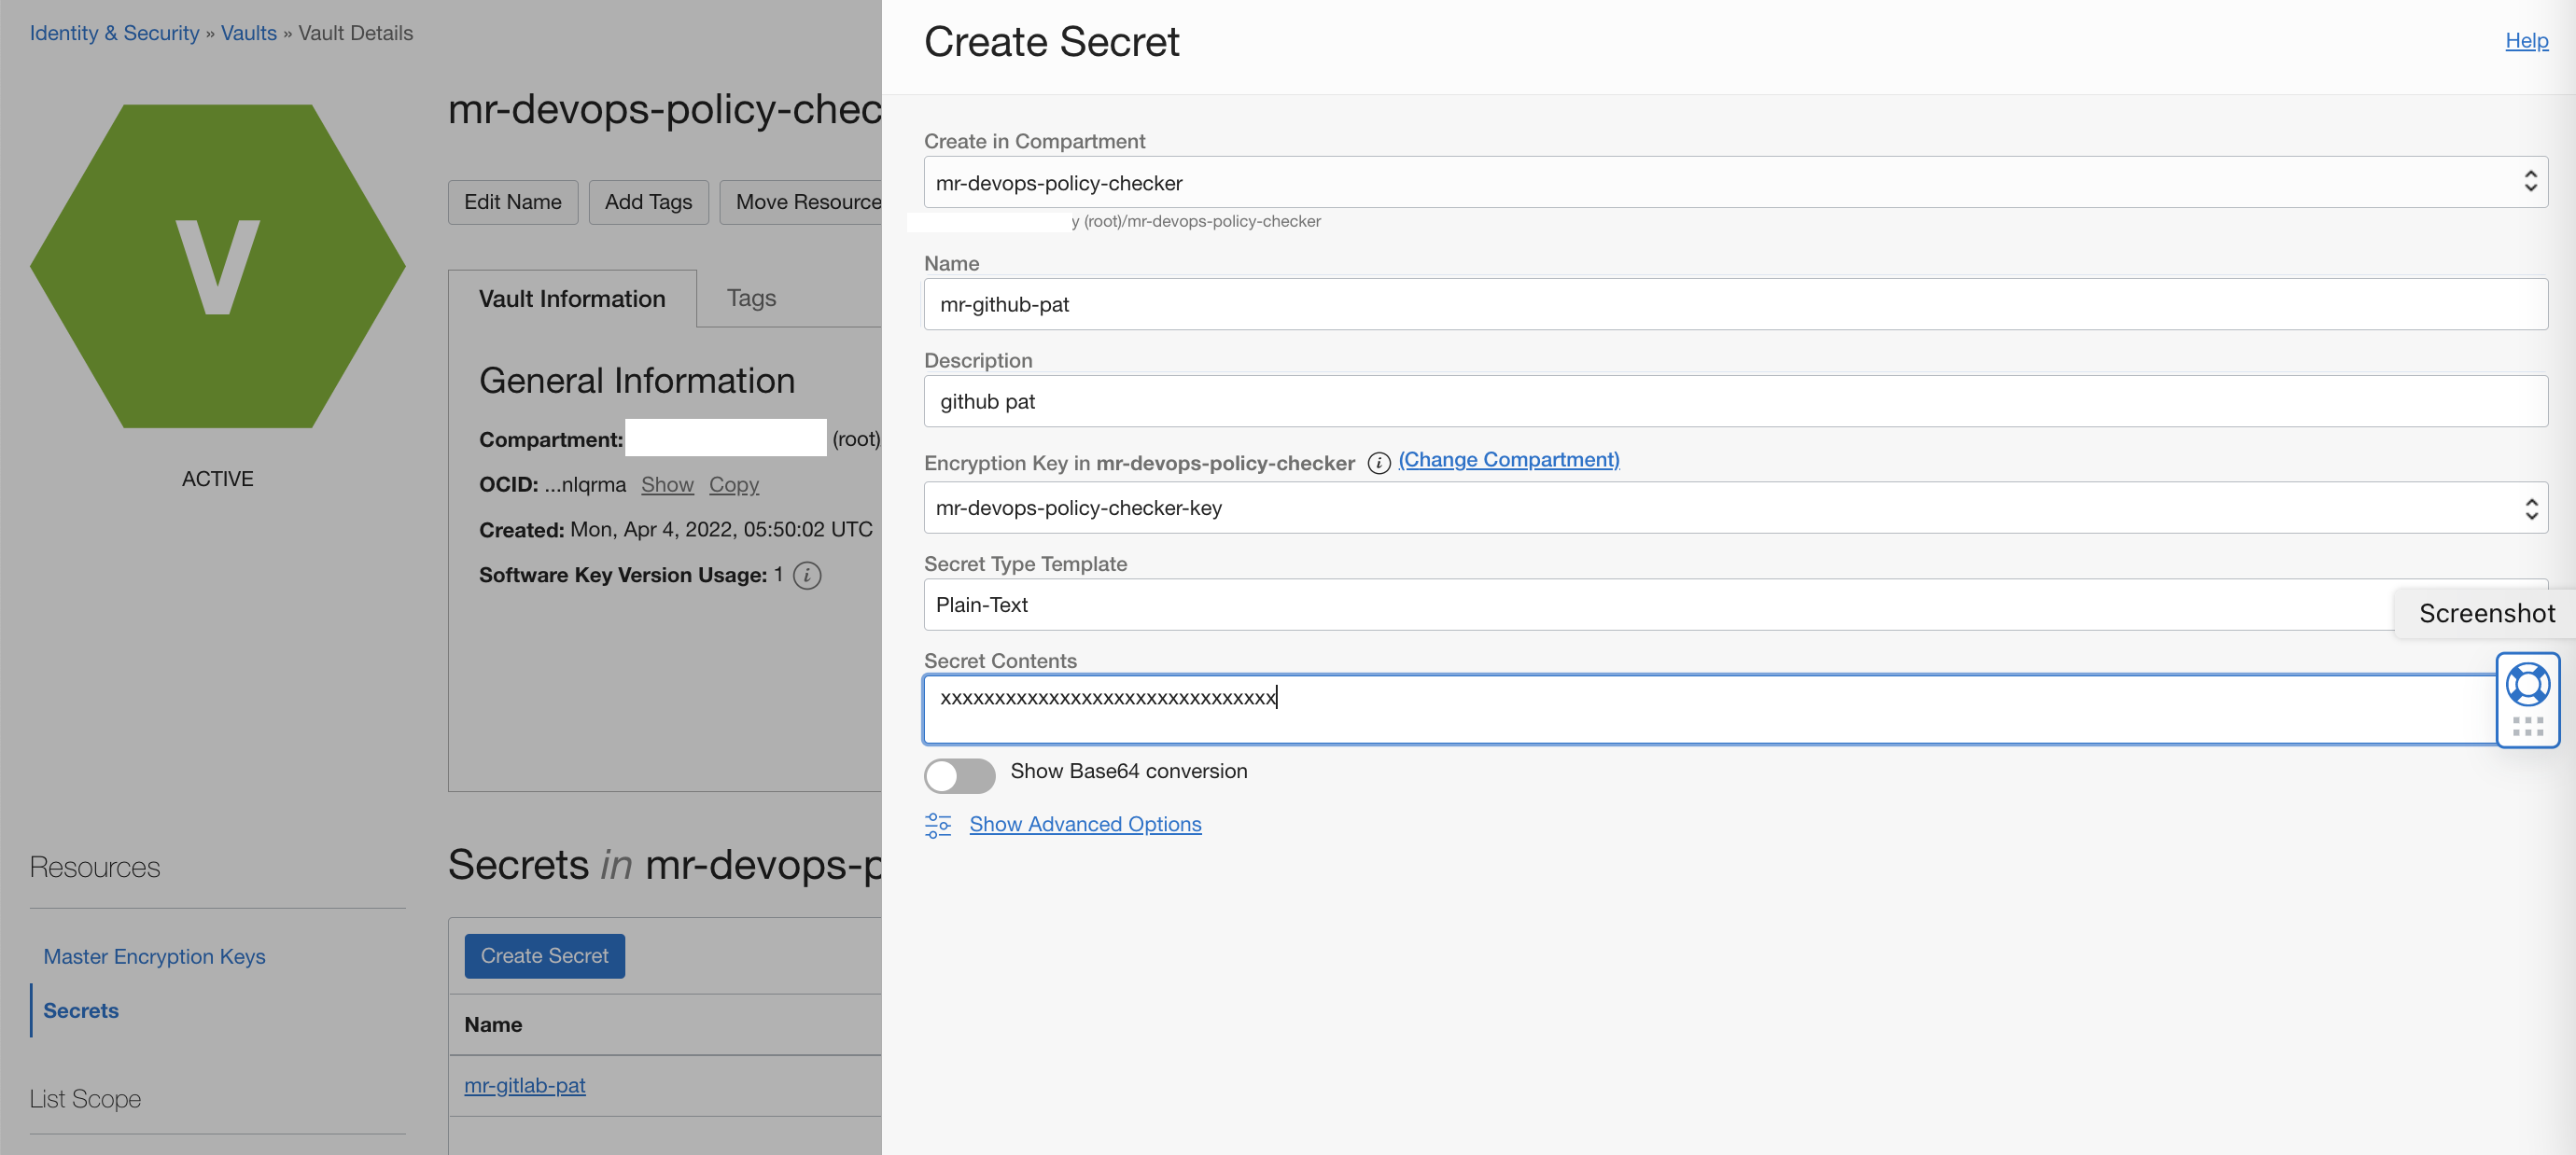 Identity & Security » Vaults » Vault Details
V
ACTIVE
mr-devops-policy-chec
Edit Name
Add Tags
Move Resource
Vault Information
Tags
General Information
Compartment: (root)
OCID: ...nlqrma Show Copy
Created: Mon, Apr 4, 2022, 05:50:02 UTC
Software Key Version Usage: 1 i
Resources
Master Encryption Keys
Secrets
List Scope
Secrets in mr-devops-p
Create Secret
Name
mr-gitlab-pat
Create Secret
Help
Create in Compartment
mr-devops-policy-checker
y (root)/mr-devops-policy-checker
Name
mr-github-pat
Description
github pat
Encryption Key in mr-devops-policy-checker i (Change Compartment)
mr-devops-policy-checker-key
Secret Type Template
Plain-Text
Screenshot
Secret Contents
xxxxxxxxxxxxxxxxxxxxxxxxxxxxxxx
Show Base64 conversion
Show Advanced Options